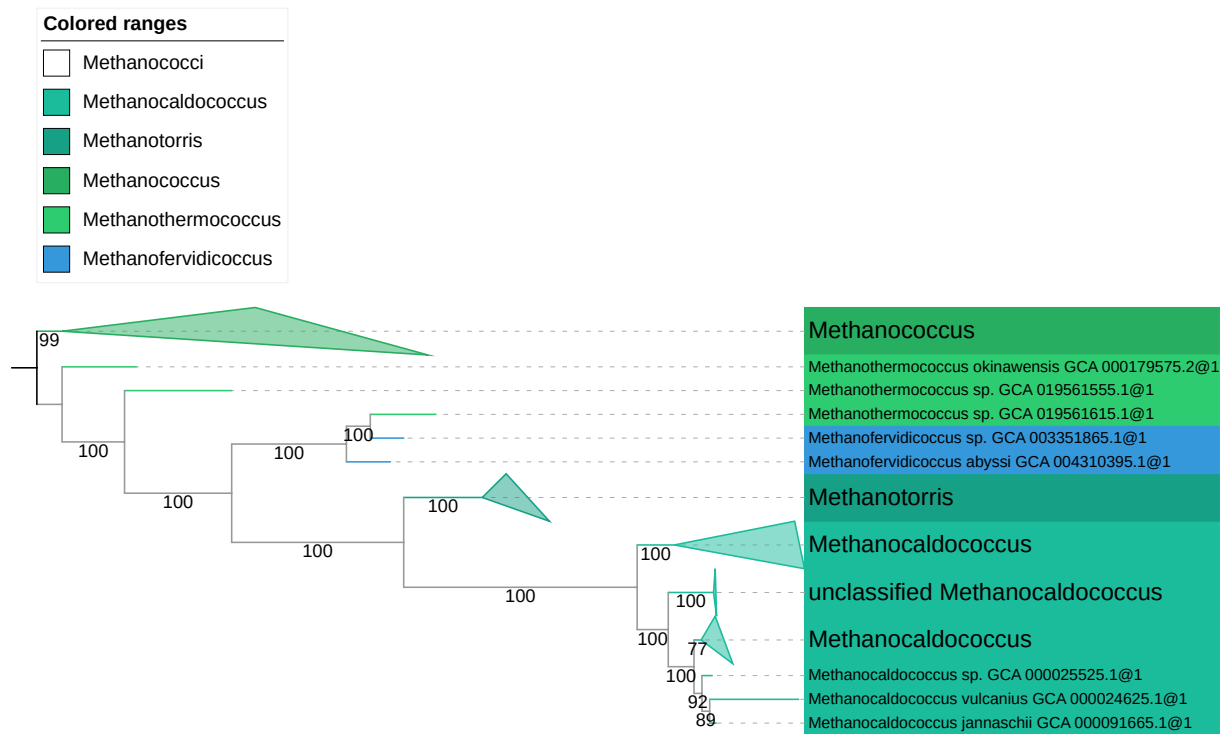 Colored ranges
Methanococci
Methanocaldococcus
Methanotorris
Methanococcus
Methanothermococcus
Methanofervidicoccus
99
Methanococcus
Methanothermococcus okinawensis GCA 000179575.2@1
Methanothermococcus sp. GCA 019561555.1@1
Methanothermococcus sp. GCA 019561615.1@1
100
Methanofervidicoccus sp. GCA 003351865.1@1
100
100
Methanofervidicoccus abyssi GCA 004310395.1@1
Methanotorris
100
100
100
Methanocaldococcus
100
unclassified Methanocaldococcus
100
100
Methanocaldococcus
100
77
Methanocaldococcus sp. GCA 000025525.1@1
100
Methanocaldococcus vulcanius GCA 000024625.1@1
92
Methanocaldococcus jannaschii GCA 000091665.1@1
89